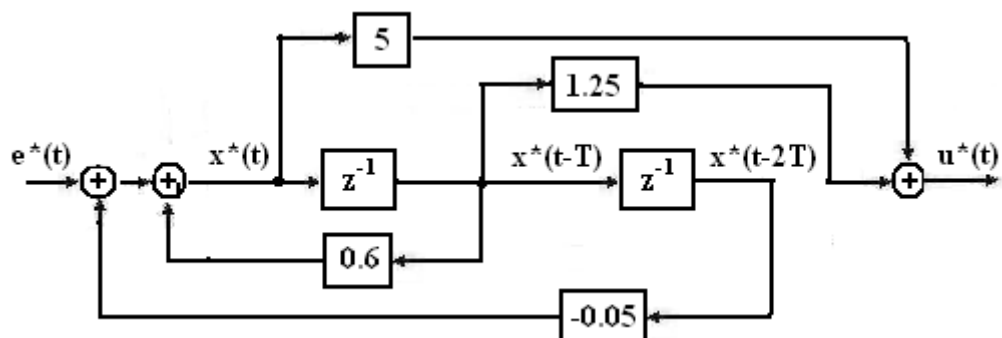 5
1.25
e*(t)
x*(t)
x*(t-T)
x*(t-2T)
u*(t)
+
+
z⁻¹
z⁻¹
+
0.6
-0.05